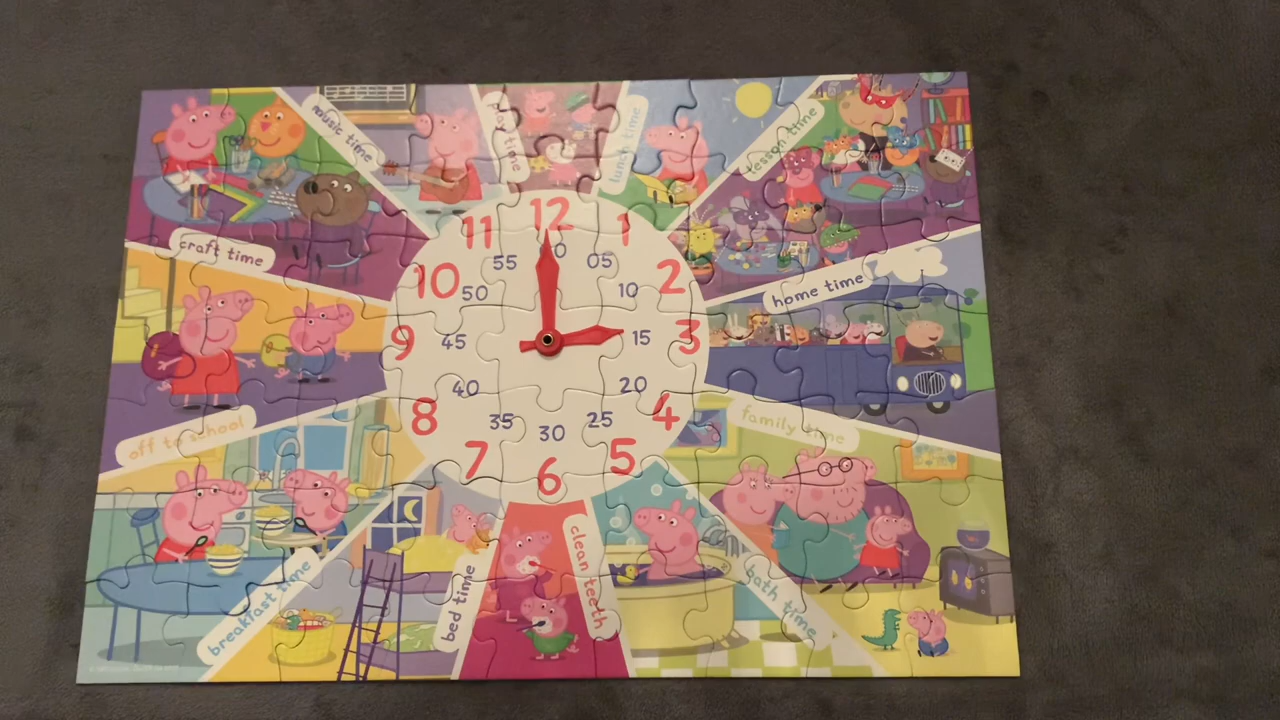 music time
play time
lunch time
lesson time
craft time
home time
off to school
family time
breakfast time
bed time
clean teeth
bath time
12
1
2
3
4
5
6
7
8
9
10
11
0
05
10
15
20
25
30
35
40
45
50
55